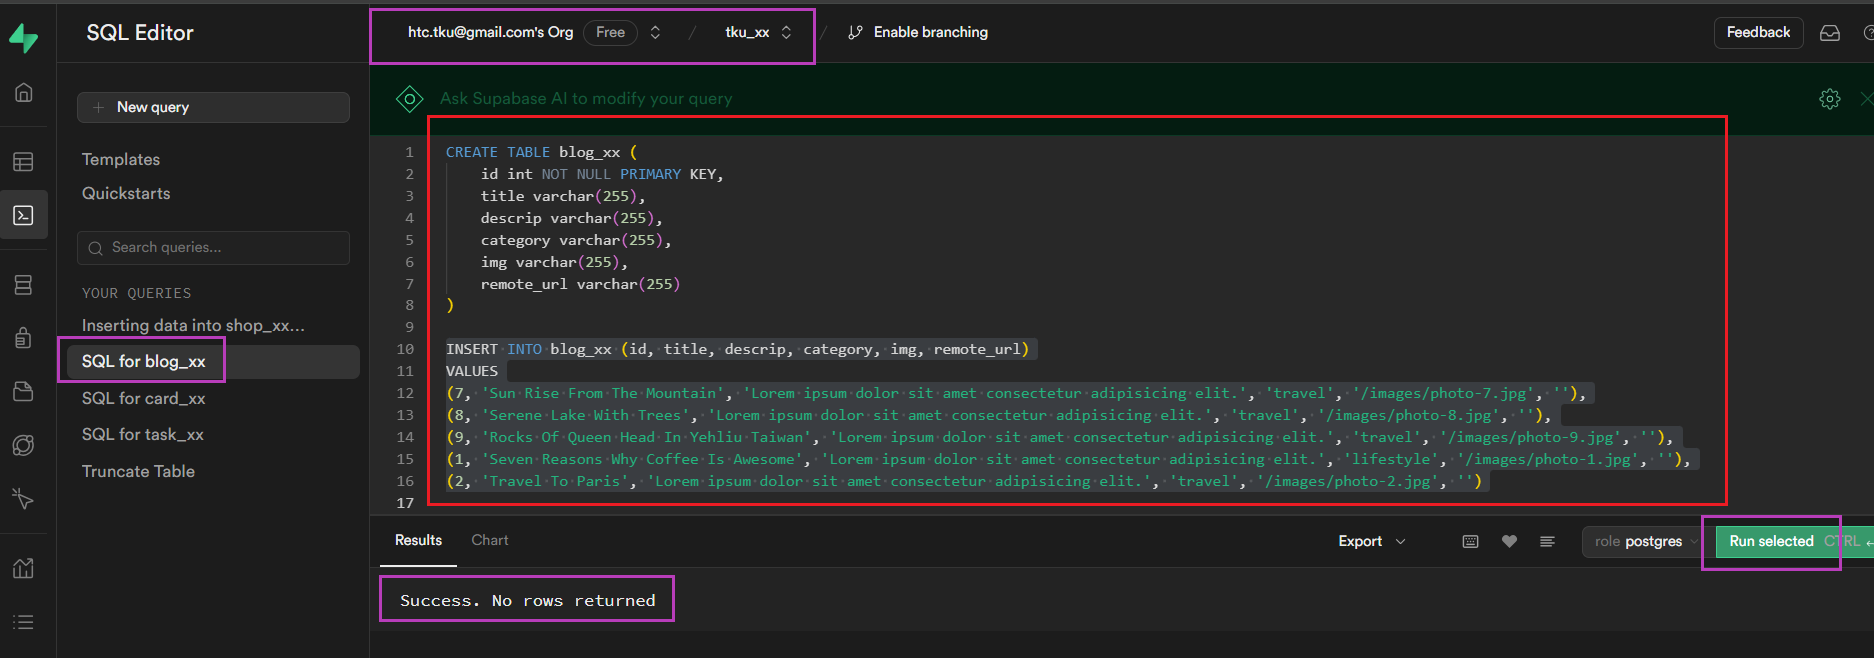 SQL Editor
htc.tku@gmail.com's Org Free / tku_xx / Enable branching
Feedback
New query
Templates
Quickstarts
Search queries...
YOUR QUERIES
Inserting data into shop_xx...
SQL for blog_xx
SQL for card_xx
SQL for task_xx
Truncate Table
Ask Supabase AI to modify your query
1 CREATE TABLE blog_xx (
2 id int NOT NULL PRIMARY KEY,
3 title varchar(255),
4 descrip varchar(255),
5 category varchar(255),
6 img varchar(255),
7 remote_url varchar(255)
8 )
9
10 INSERT INTO blog_xx (id, title, descrip, category, img, remote_url)
11 VALUES
12 (7, 'Sun Rise From The Mountain', 'Lorem ipsum dolor sit amet consectetur adipisicing elit.', 'travel', '/images/photo-7.jpg', ''),
13 (8, 'Serene Lake With Trees', 'Lorem ipsum dolor sit amet consectetur adipisicing elit.', 'travel', '/images/photo-8.jpg', ''),
14 (9, 'Rocks Of Queen Head In Yehliu Taiwan', 'Lorem ipsum dolor sit amet consectetur adipisicing elit.', 'travel', '/images/photo-9.jpg', ''),
15 (1, 'Seven Reasons Why Coffee Is Awesome', 'Lorem ipsum dolor sit amet consectetur adipisicing elit.', 'lifestyle', '/images/photo-1.jpg', ''),
16 (2, 'Travel To Paris', 'Lorem ipsum dolor sit amet consectetur adipisicing elit.', 'travel', '/images/photo-2.jpg', '')
17
Results Chart
Export
role postgres
Run selected CTRL
Success. No rows returned